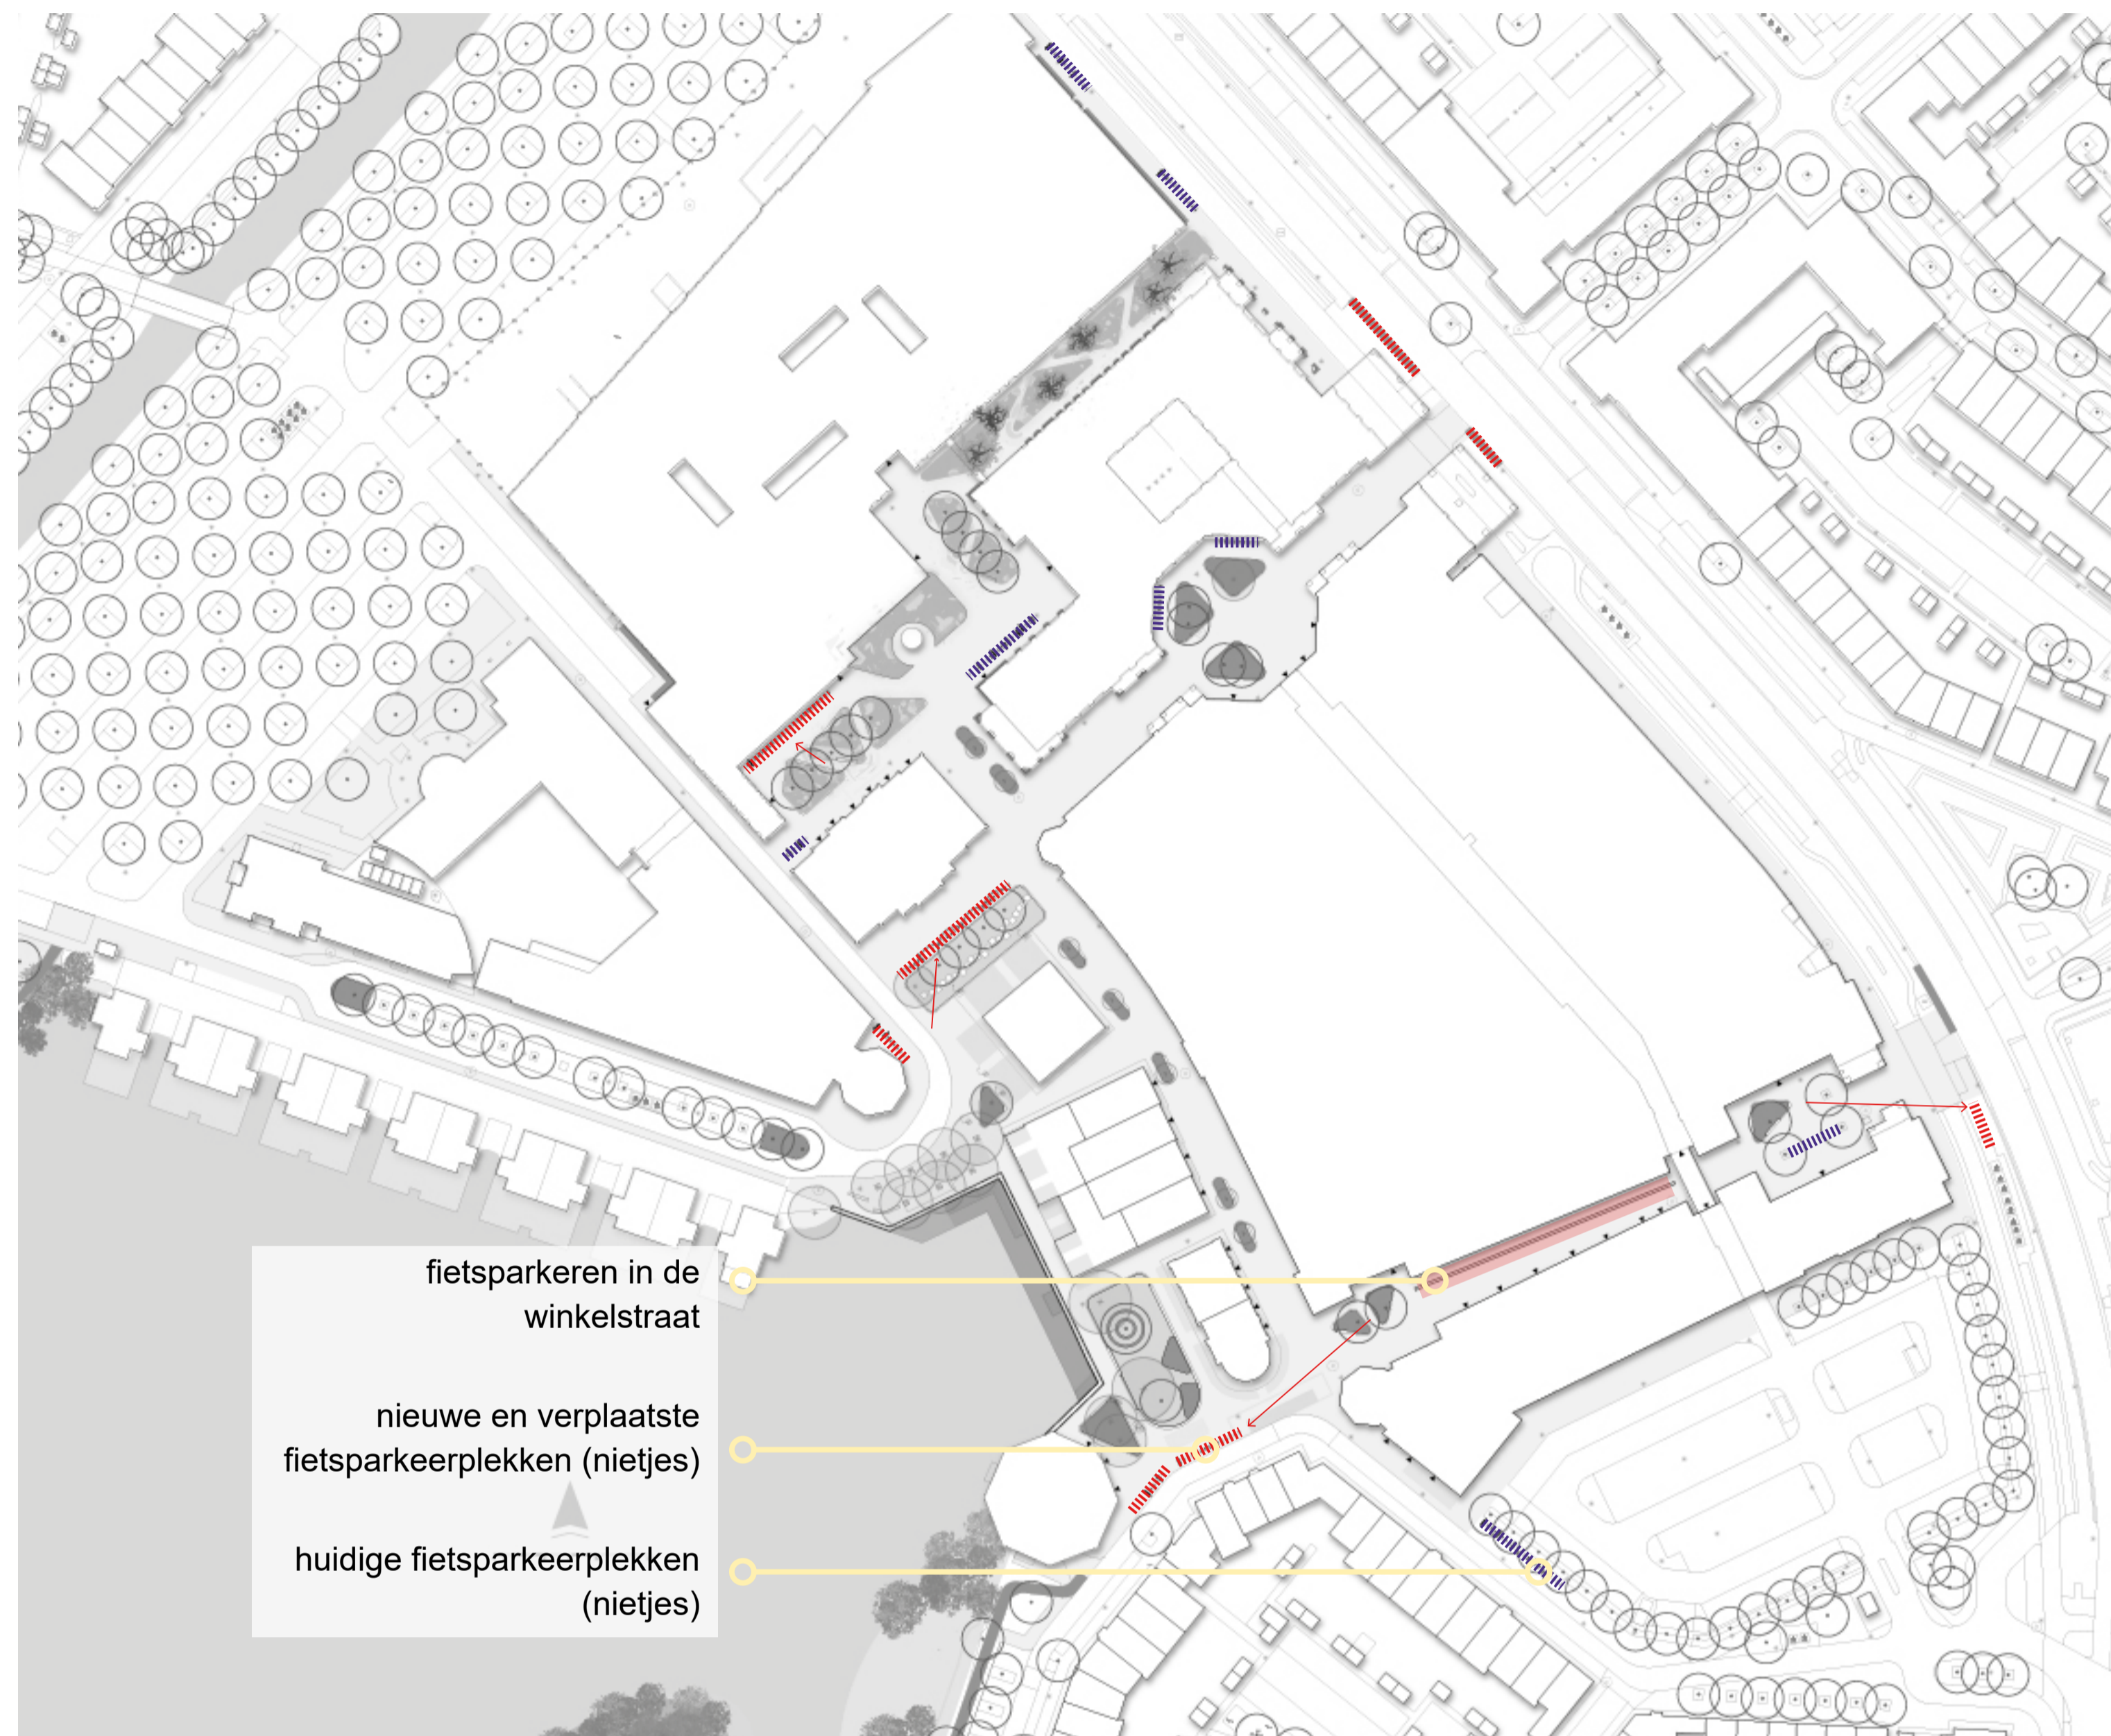 fietsparkeren in de
winkelstraat
nieuwe en verplaatste
fietsparkeerplekken (nietjes)
huidige fietsparkeerplekken
(nietjes)